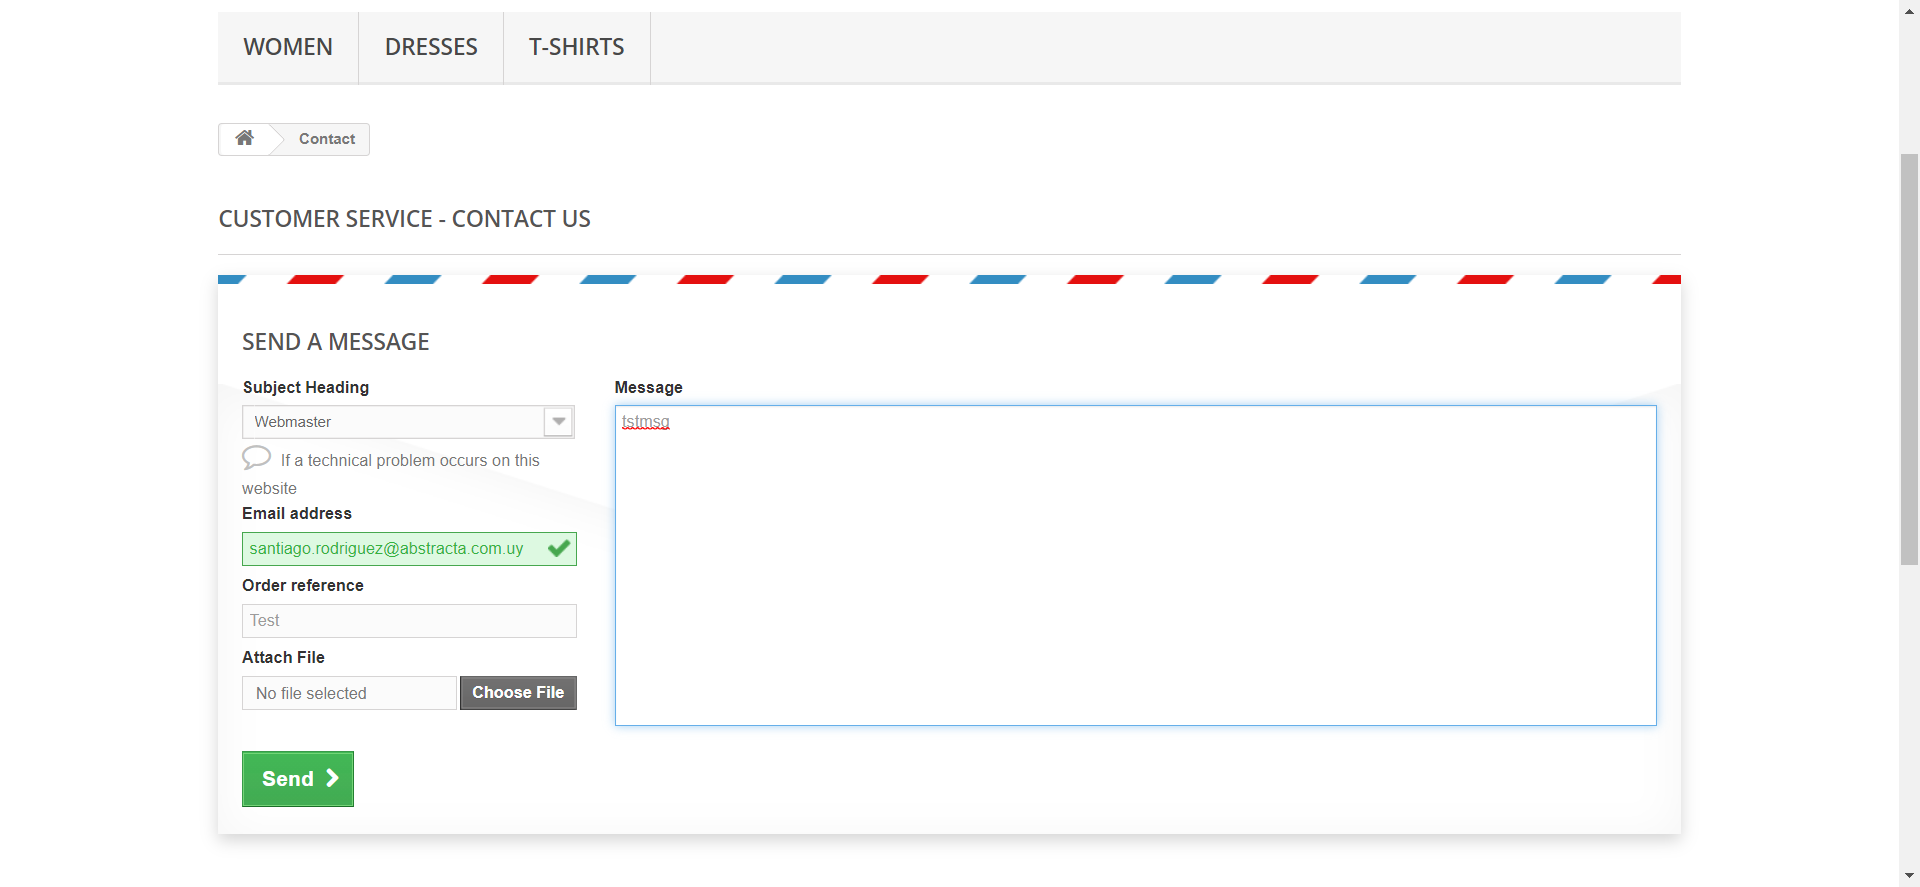 WOMEN DRESSES T-SHIRTS
Contact
CUSTOMER SERVICE - CONTACT US
SEND A MESSAGE
Subject Heading
Webmaster
If a technical problem occurs on this
website
Email address
santiago.rodriguez@abstracta.com.uy
Order reference
Test
Attach File
No file selected Choose File
Message
tstmsg
Send